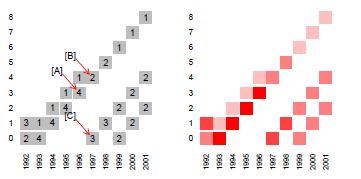 8 1 8
7 1 7
6 1 6
[B]
5 2 5
[A]
4 1 2 2 4
3 1 4 3
2 1 4 2 2 2
[C]
1 3 1 4 2 2 1
0 2 4 3 2 0
1992 1993 1994 1995 1996 1997 1998 1999 2000 2001
1992 1993 1994 1995 1996 1997 1998 1999 2000 2001